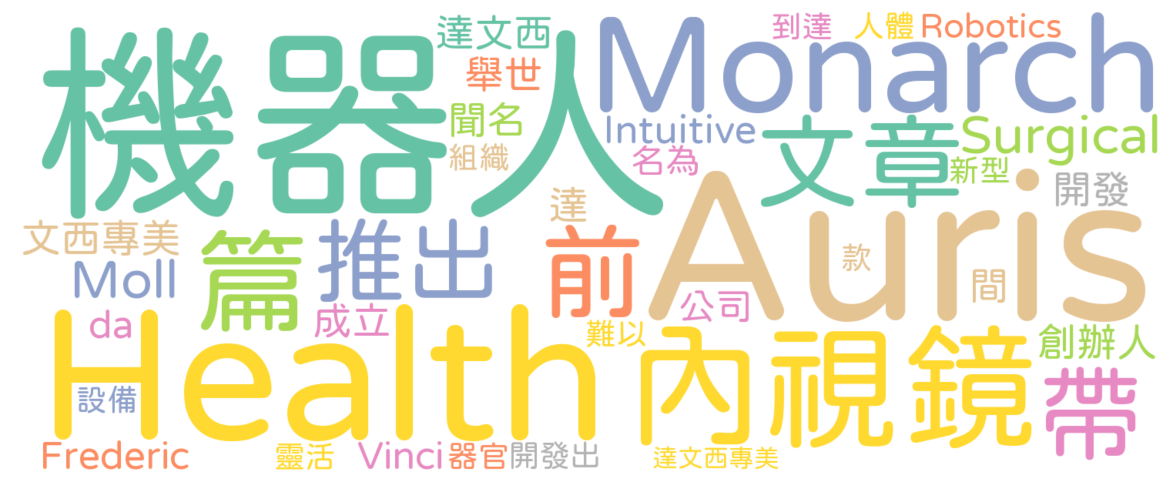 機器人
達文西
舉世
聞名
組織
Monarch
到達
人體
Robotics
Intuitive
名為
文章
Surgical
新型
開發
文西專美
Moll
da
篇
推出
成立
達
前
Auris
款
間
公司
Health
設備
難以
內視鏡
創辦人
帶
Frederic
靈活
Vinci
器官
開發出
達文西專美